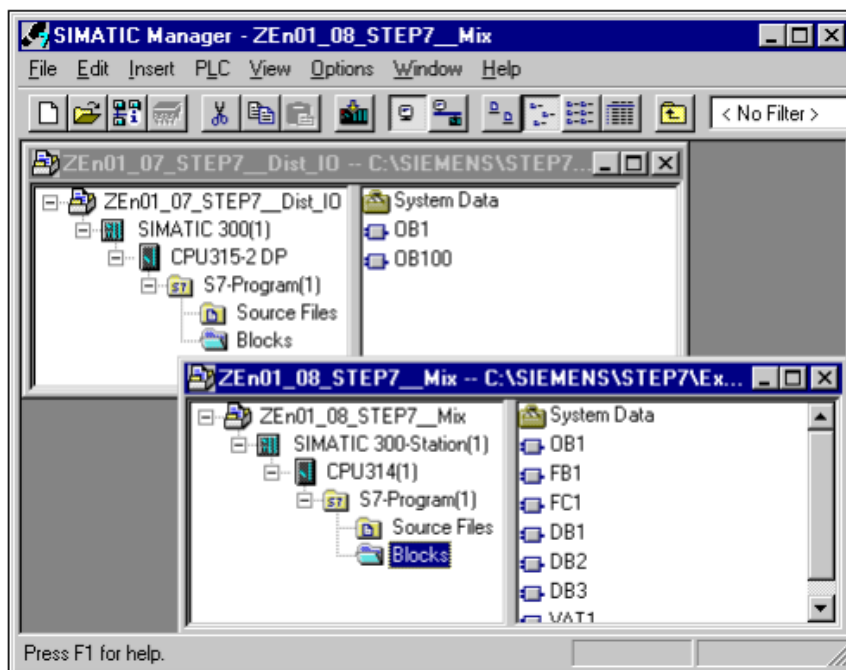 SIMATIC Manager - ZEn01_08_STEP7__Mix
File Edit Insert PLC View Options Window Help
< No Filter >
ZEn01_07_STEP7__Dist_IO -- C:\SIEMENS\STEP7...
ZEn01_07_STEP7__Dist_IO
SIMATIC 300(1)
CPU315-2 DP
S7-Program(1)
Source Files
Blocks
System Data
OB1
OB100
ZEn01_08_STEP7__Mix -- C:\SIEMENS\STEP7\Ex...
ZEn01_08_STEP7__Mix
SIMATIC 300-Station(1)
CPU314(1)
S7-Program(1)
Source Files
Blocks
System Data
OB1
FB1
FC1
DB1
DB2
DB3
VAT1
Press F1 for help.